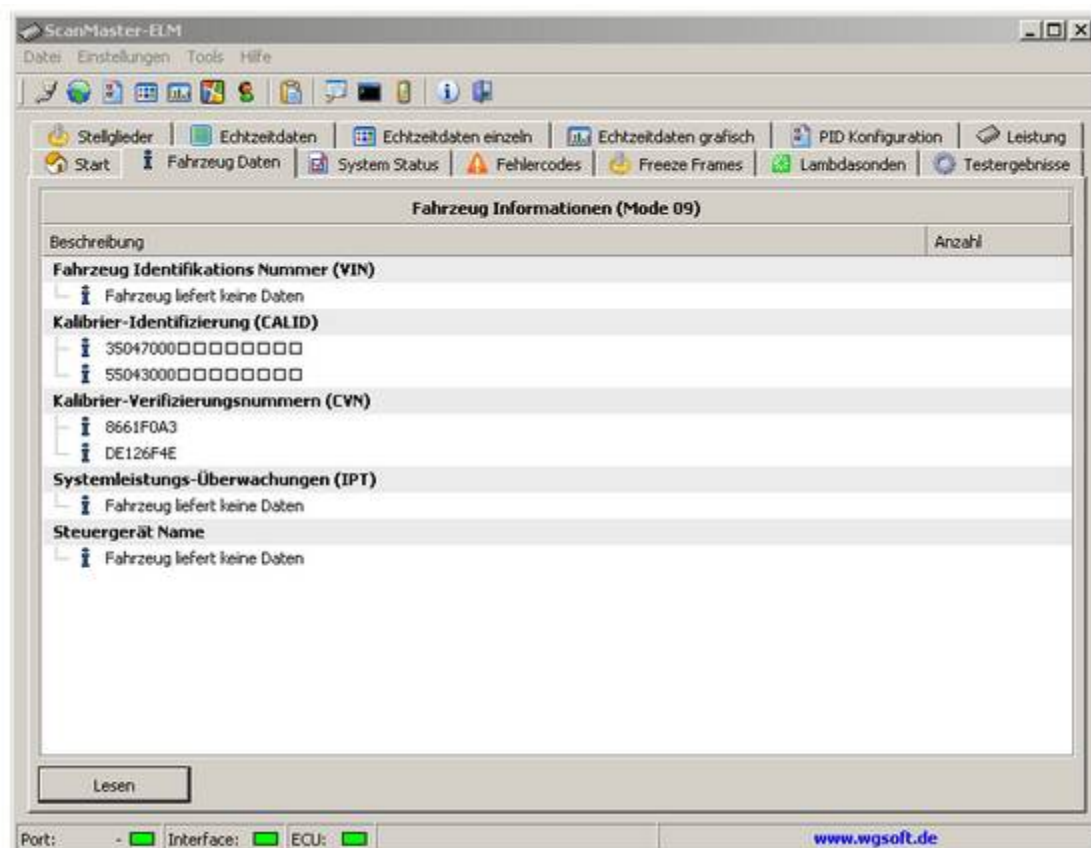 ScanMaster-ELM
Datei Einstellungen Tools Hilfe
Stellglieder Echtzeitdaten Echtzeitdaten einzeln Echtzeitdaten grafisch PID Konfiguration Leistung
Start Fahrzeug Daten System Status Fehlercodes Freeze Frames Lambdasonden Testergebnisse
Fahrzeug Informationen (Mode 09)
Beschreibung Anzahl
Fahrzeug Identifikations Nummer (VIN)
Fahrzeug liefert keine Daten
Kalibrier-Identifizierung (CALID)
35047000□□□□□□□□
55043000□□□□□□□□
Kalibrier-Verifizierungsnummern (CVN)
8661F0A3
DE126F4E
Systemleistungs-Überwachungen (IPT)
Fahrzeug liefert keine Daten
Steuergerät Name
Fahrzeug liefert keine Daten
Lesen
Port: - Interface: ECU: www.wgsoft.de